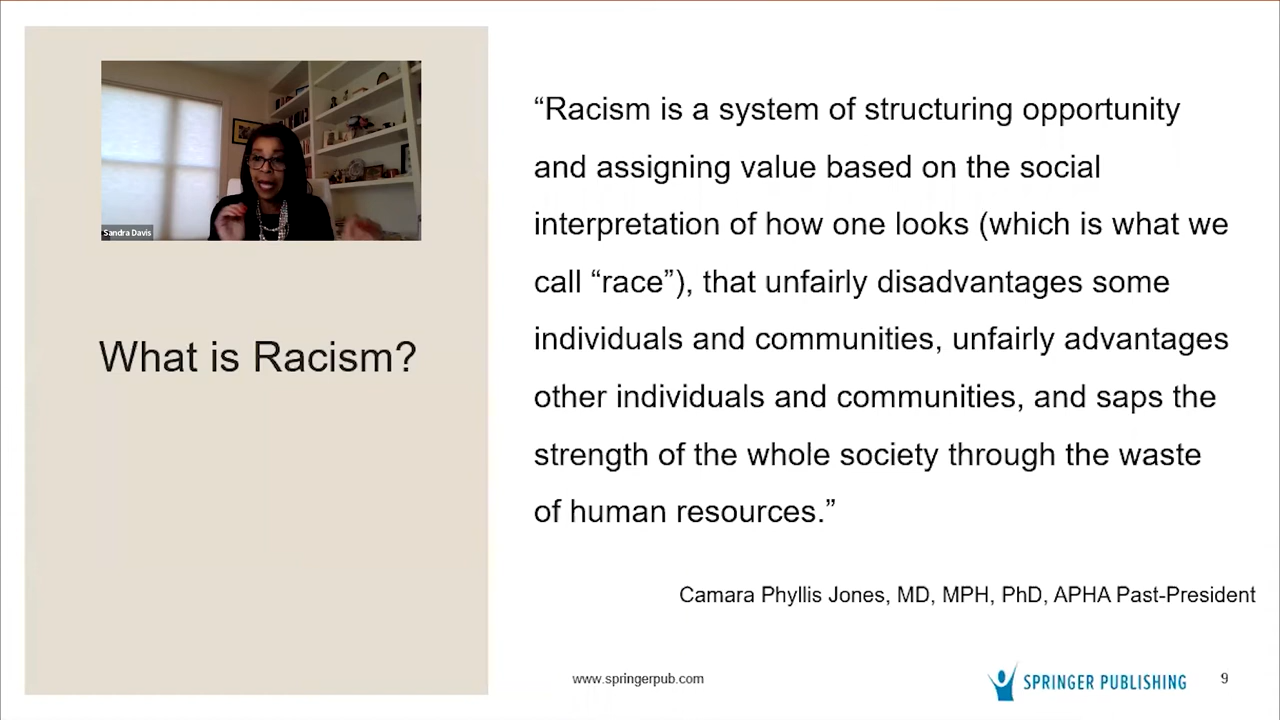 Sandra Davis
What is Racism?
“Racism is a system of structuring opportunity
and assigning value based on the social
interpretation of how one looks (which is what we
call “race”), that unfairly disadvantages some
individuals and communities, unfairly advantages
other individuals and communities, and saps the
strength of the whole society through the waste
of human resources.”
Camara Phyllis Jones, MD, MPH, PhD, APHA Past-President
www.springerpub.com
SPRINGER PUBLISHING
9